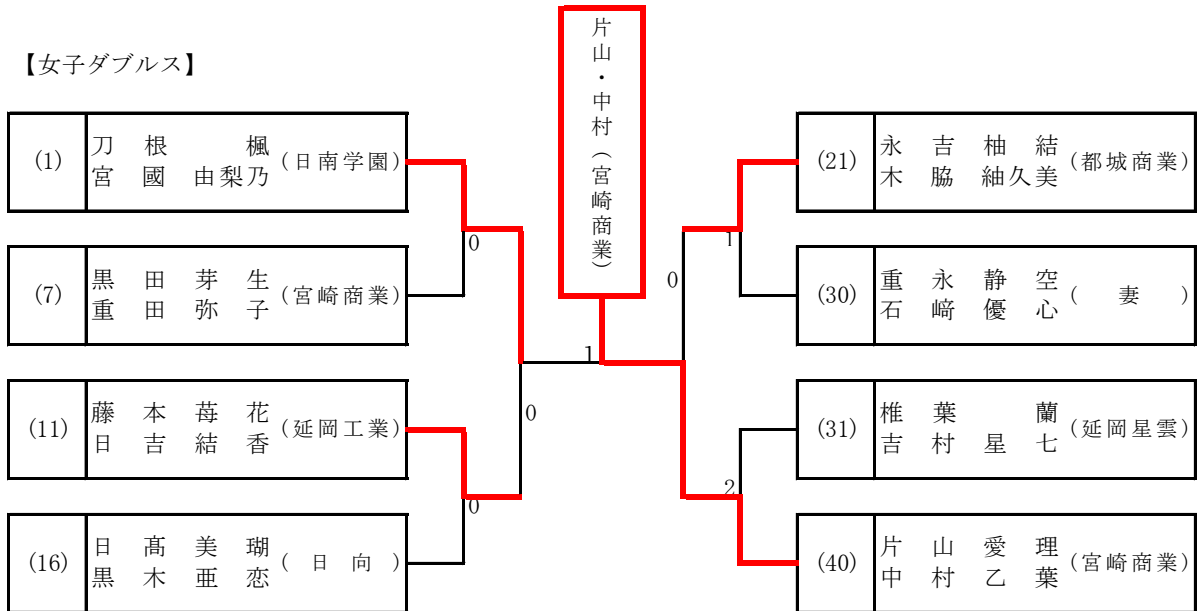 【女子ダブルス】
片山・中村（宮崎商業）
(1) 刀根 楓 (日南学園)
宮國 由梨乃
0
(7) 黒田芽生 (宮崎商業)
重田弥子
1
0
(11) 藤本苺花 (延岡工業)
日吉結香
0
(16) 日髙美瑚 (日向)
黒木亜恋
(21) 永吉柚結 (都城商業)
木脇紬久美
1
0
(30) 重永静空 (妻)
石﨑優心
(31) 椎葉 蘭 (延岡星雲)
吉村星七
2
(40) 片山愛理 (宮崎商業)
中村乙葉